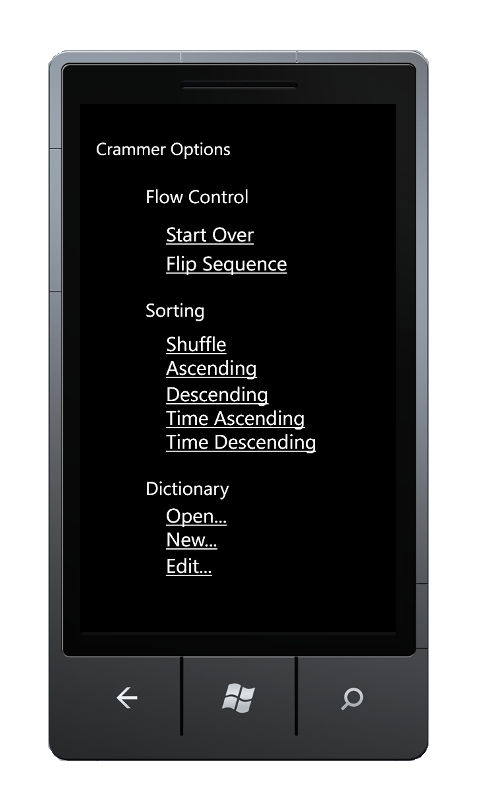 Crammer Options
Flow Control
Start Over
Flip Sequence
Sorting
Shuffle
Ascending
Descending
Time Ascending
Time Descending
Dictionary
Open...
New...
Edit...